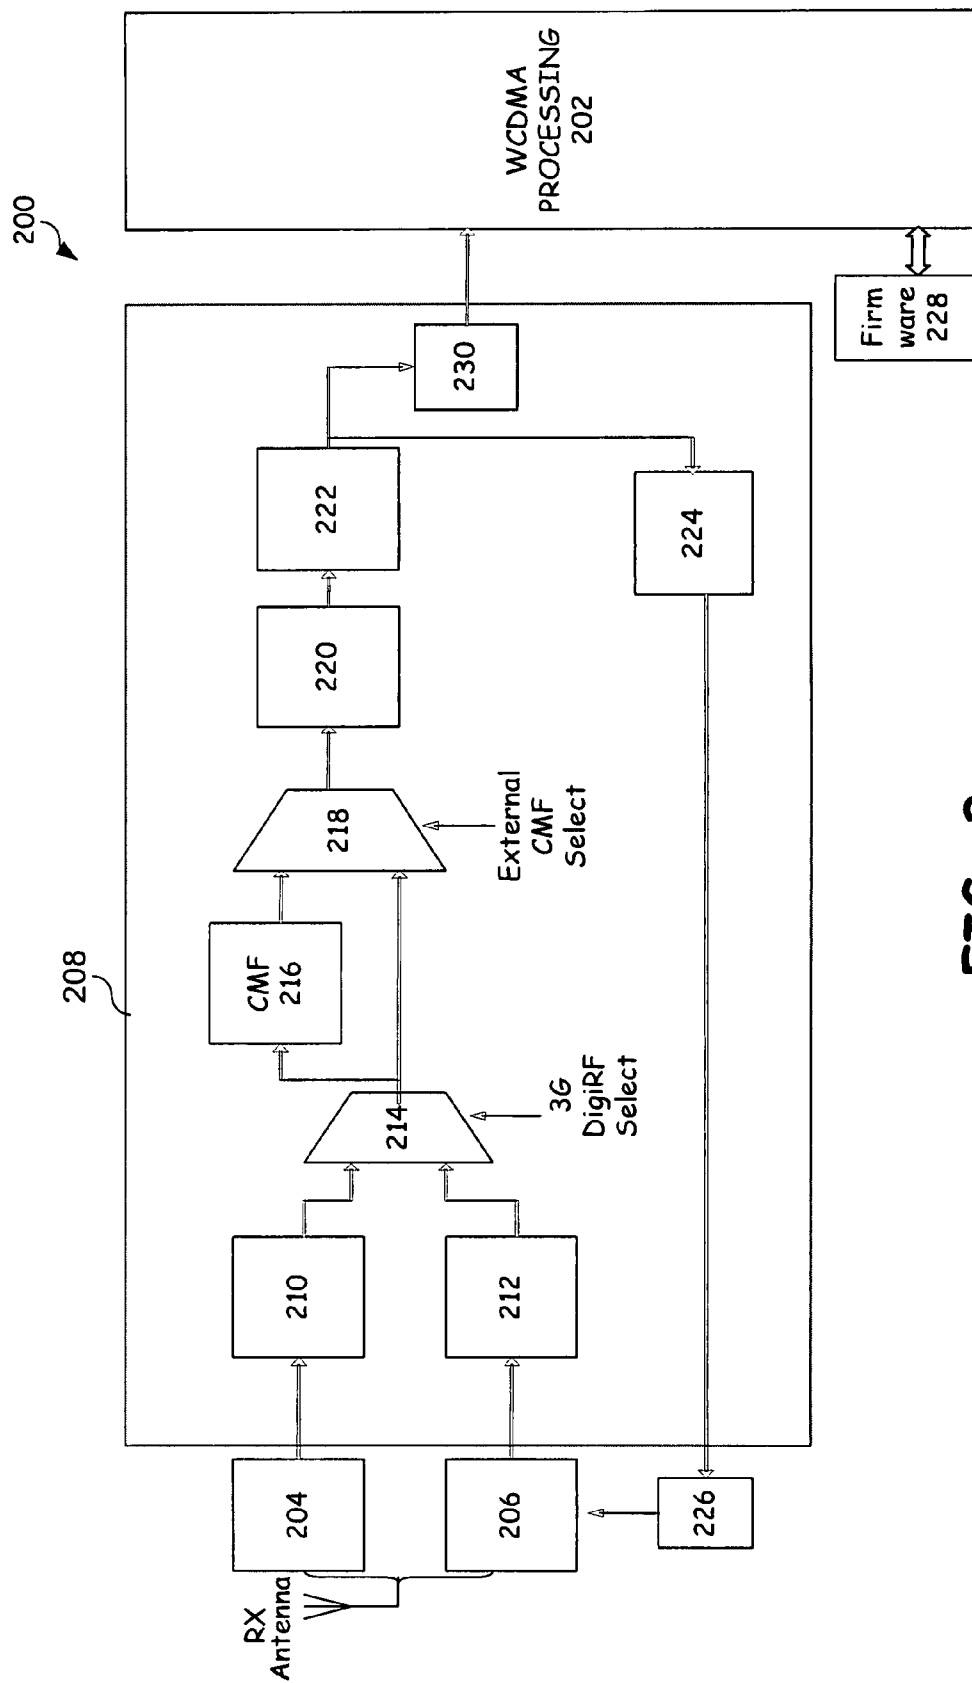 200
208
RX
Antenna
204
206
226
210
212
214
3G
DigiRF
Select
CMF
216
218
External
CMF
Select
220
222
224
230
WCDMA
PROCESSING
202
Firm
ware
228